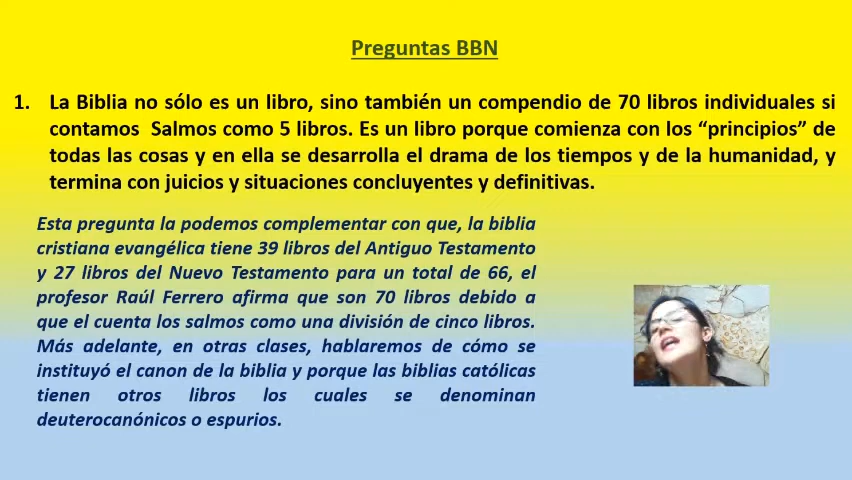 Preguntas BBN
1. La Biblia no sólo es un libro, sino también un compendio de 70 libros individuales si
contamos Salmos como 5 libros. Es un libro porque comienza con los “principios” de
todas las cosas y en ella se desarrolla el drama de los tiempos y de la humanidad, y
termina con juicios y situaciones concluyentes y definitivas.
Esta pregunta la podemos complementar con que, la biblia
cristiana evangélica tiene 39 libros del Antiguo Testamento
y 27 libros del Nuevo Testamento para un total de 66, el
profesor Raúl Ferrero afirma que son 70 libros debido a
que el cuenta los salmos como una división de cinco libros.
Más adelante, en otras clases, hablaremos de cómo se
instituyó el canon de la biblia y porque las biblias católicas
tienen otros libros los cuales se denominan
deuterocanónicos o espurios.